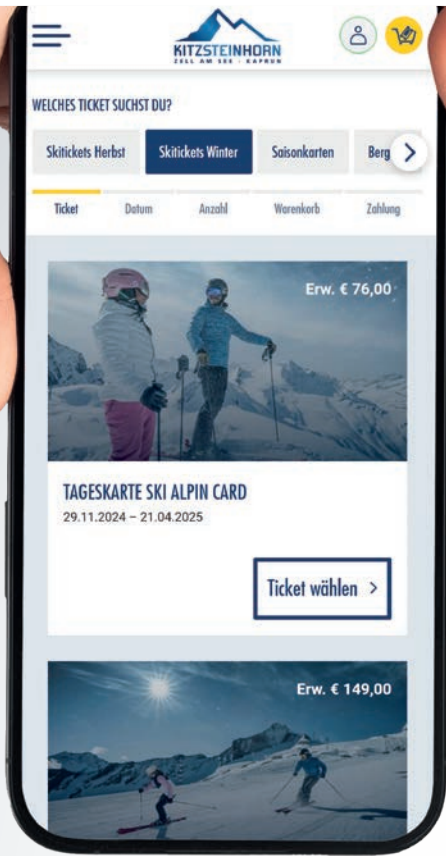 KITZSTEINHORN
ZELL AM SEE · KAPRUN
WELCHES TICKET SUCHST DU?
Skitickets Herbst Skitickets Winter Saisonkarten Berg
Ticket Datum Anzahl Warenkorb Zahlung
Erw. € 76,00
TAGESKARTE SKI ALPIN CARD
29.11.2024 – 21.04.2025
Ticket wählen >
Erw. € 149,00